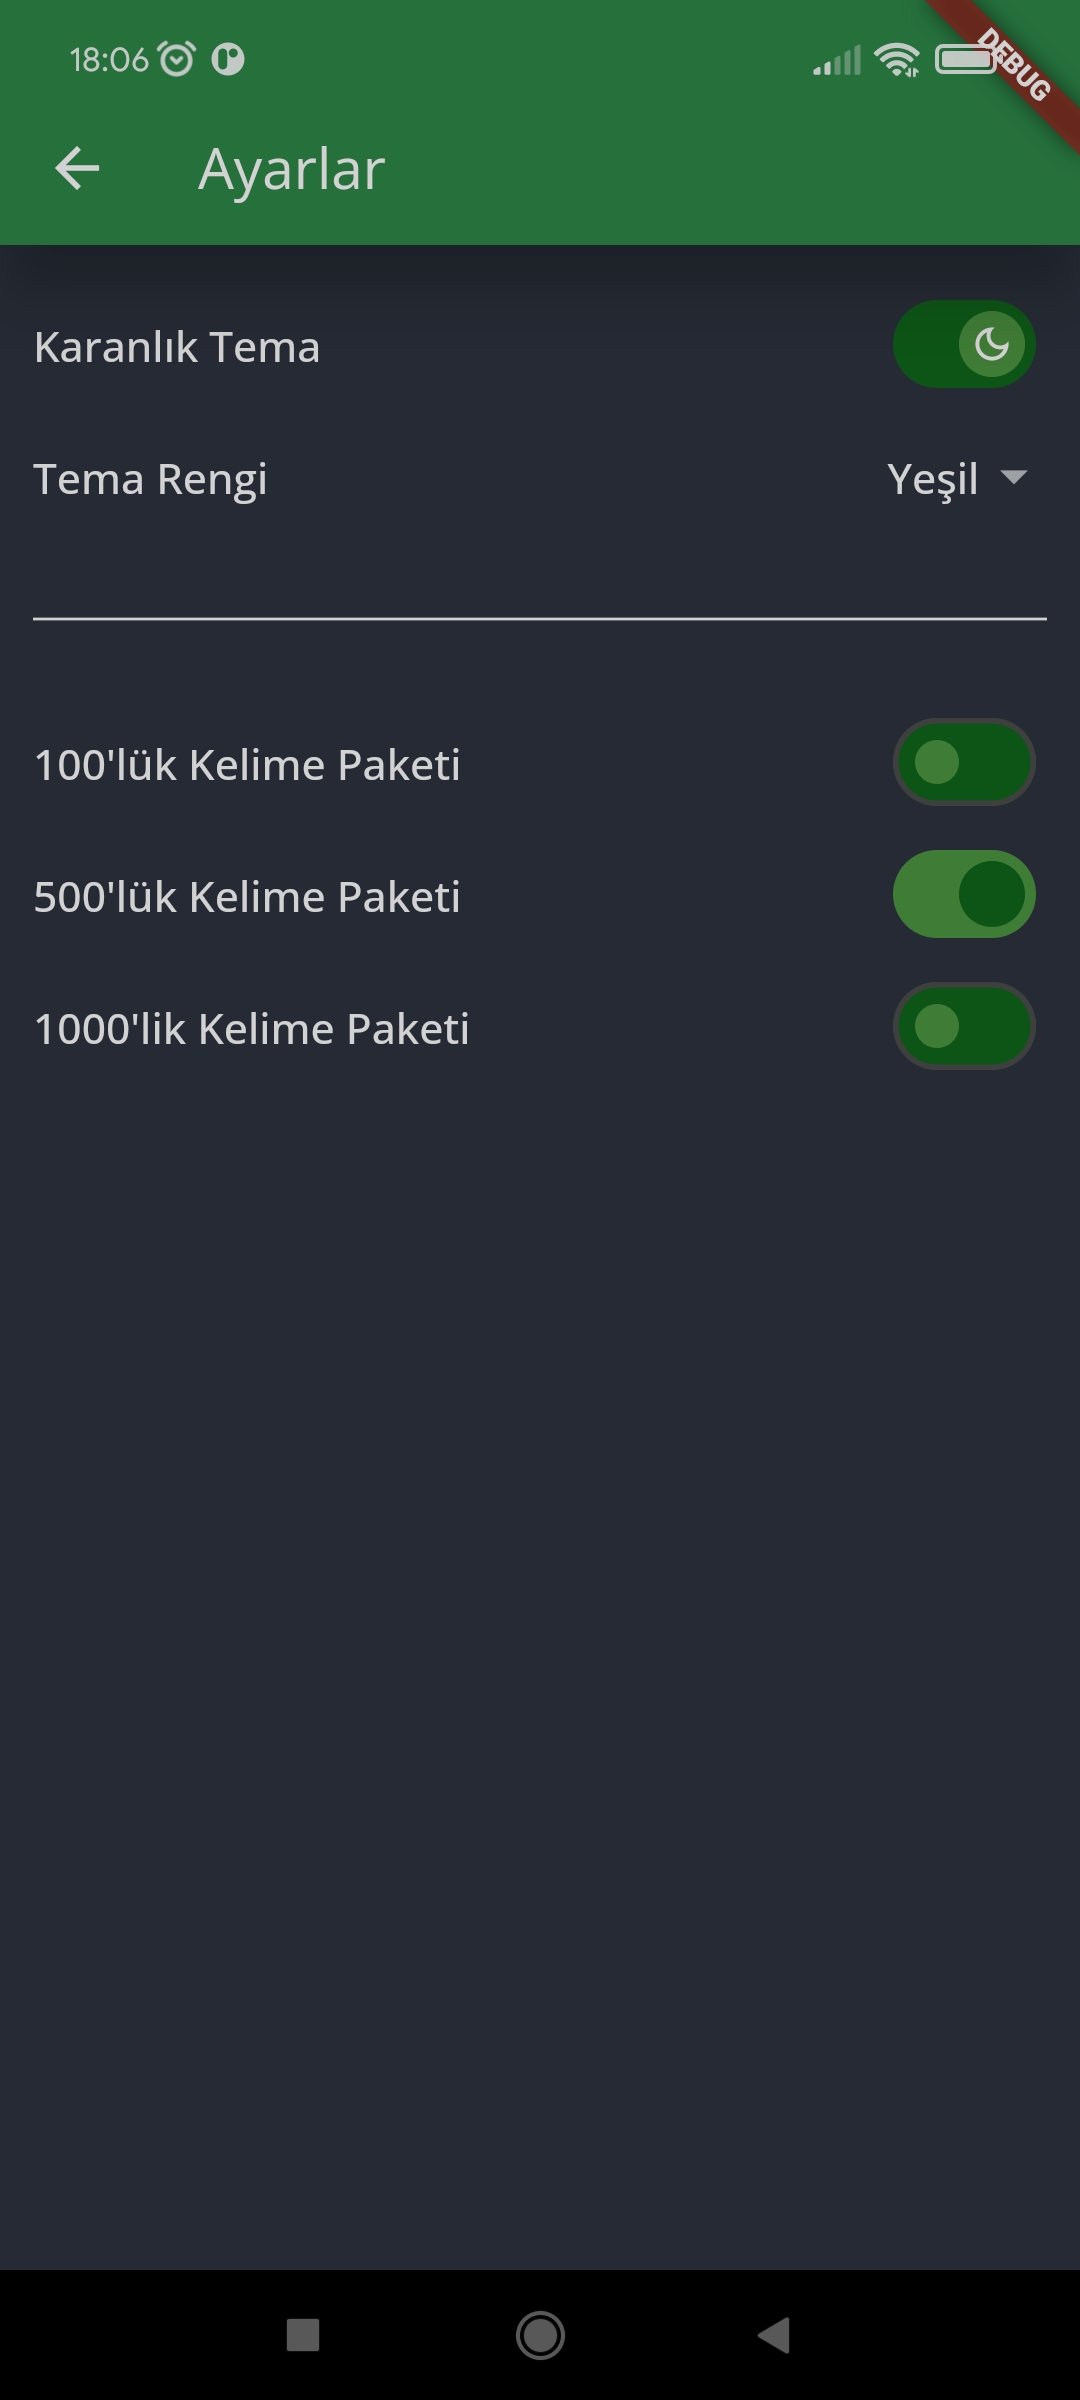 18:06
DEBUG
Ayarlar
Karanlık Tema
Tema Rengi
Yeşil
100'lük Kelime Paketi
500'lük Kelime Paketi
1000'lik Kelime Paketi